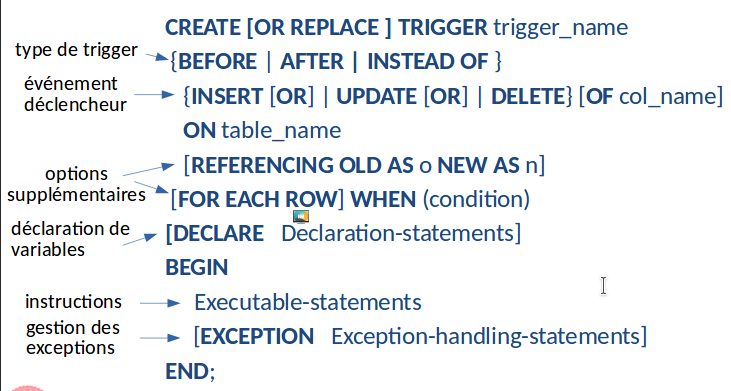 CREATE [OR REPLACE ] TRIGGER trigger_name
type de trigger
{BEFORE | AFTER | INSTEAD OF }
événement
déclencheur
{INSERT [OR] | UPDATE [OR] | DELETE} [OF col_name]
ON table_name
options
supplémentaires
[REFERENCING OLD AS o NEW AS n]
[FOR EACH ROW] WHEN (condition)
déclaration de
variables
[DECLARE Declaration-statements]
BEGIN
instructions
Executable-statements
gestion des
exceptions
[EXCEPTION Exception-handling-statements]
END;